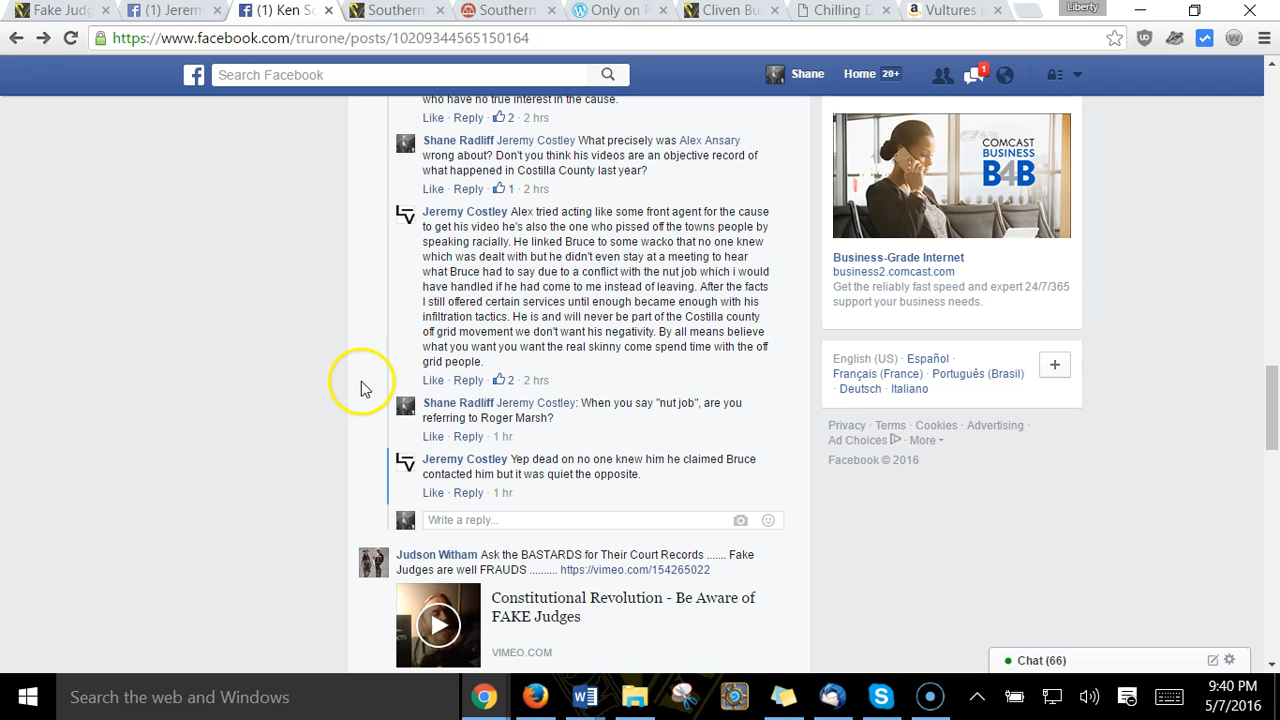 Fake Judg
(1) Jerem
(1) Ken Sc
Southern
Southern
Only on P
Cliven Bu
Chilling D
Vultures i
Liberty
https://www.facebook.com/trurone/posts/10209344565150164
Search Facebook
Shane
Home 20+
1
who have no true interest in the cause.
Like · Reply · 2 · 2 hrs
Shane Radliff Jeremy Costley What precisely was Alex Ansary
wrong about? Don't you think his videos are an objective record of
what happened in Costilla County last year?
Like · Reply · 1 · 2 hrs
Jeremy Costley Alex tried acting like some front agent for the cause
to get his video he's also the one who pissed off the towns people by
speaking racially. He linked Bruce to some wacko that no one knew
which was dealt with but he didn't even stay at a meeting to hear
what Bruce had to say due to a conflict with the nut job which i would
have handled if he had come to me instead of leaving. After the facts
I still offered certain services until enough became enough with his
infiltration tactics. He is and will never be part of the Costilla county
off grid movement we don't want his negativity. By all means believe
what you want you want the real skinny come spend time with the off
grid people.
Like · Reply · 2 · 2 hrs
Shane Radliff Jeremy Costley: When you say "nut job", are you
referring to Roger Marsh?
Like · Reply · 1 hr
Jeremy Costley Yep dead on no one knew him he claimed Bruce
contacted him but it was quiet the opposite.
Like · Reply · 1 hr
Write a reply...
Judson Witham Ask the BASTARDS for Their Court Records ....... Fake
Judges are well FRAUDS .......... https://vimeo.com/154265022
Constitutional Revolution - Be Aware of
FAKE Judges
VIMEO.COM
COMCAST
BUSINESS
B4B
Business-Grade Internet
business2.comcast.com
Get the reliably fast speed and expert 24/7/365
support your business needs.
English (US) · Español ·
Français (France) · Português (Brasil)
· Deutsch · Italiano
Privacy · Terms · Cookies · Advertising ·
Ad Choices · More
Facebook © 2016
Chat (66)
Search the web and Windows
9:40 PM
5/7/2016